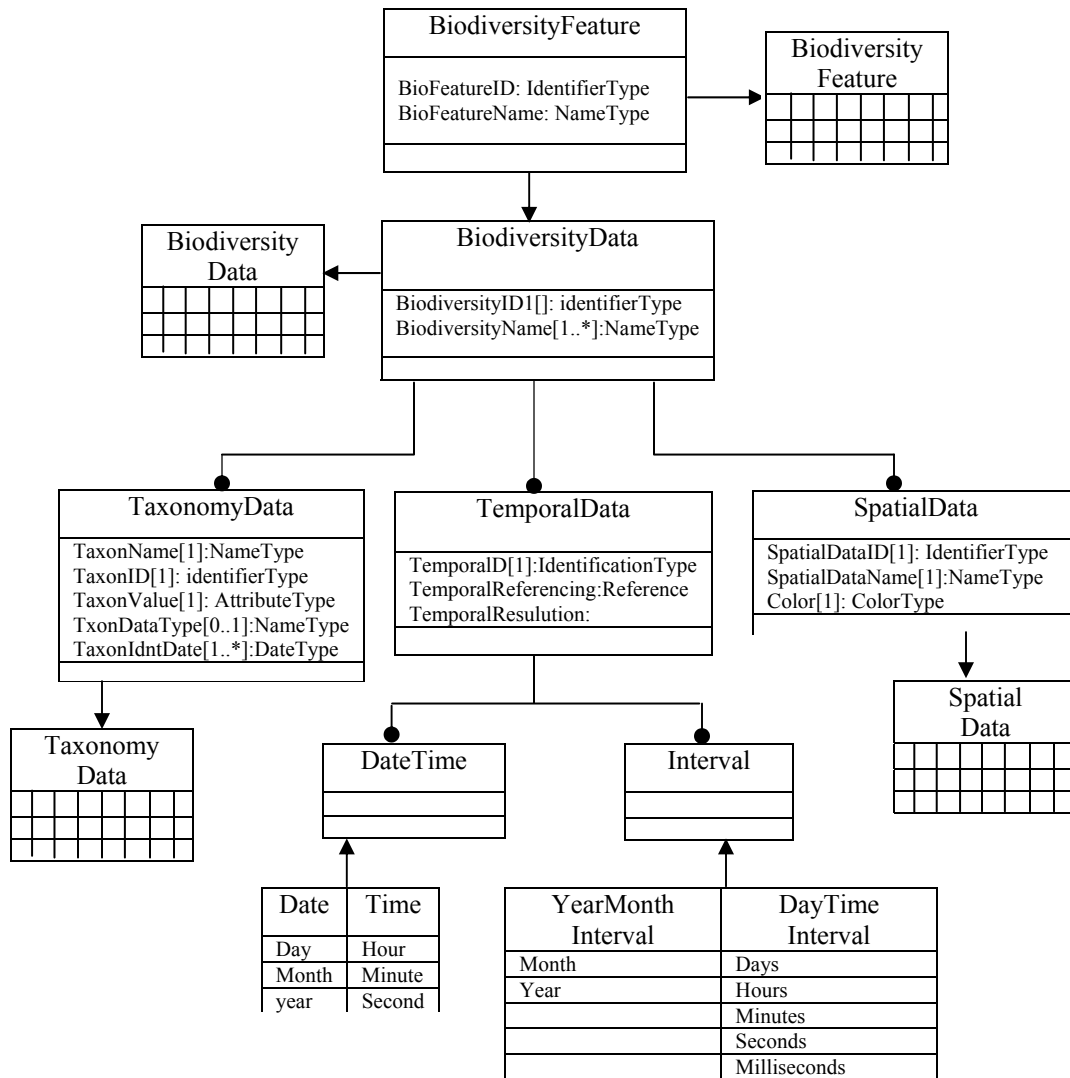 BiodiversityFeature
BioFeatureID: IdentifierType
BioFeatureName: NameType
Biodiversity
Feature
Biodiversity
Data
BiodiversityData
BiodiversityID1[]: identifierType
BiodiversityName[1..*]:NameType
TaxonomyData
TaxonName[1]:NameType
TaxonID[1]: identifierType
TaxonValue[1]: AttributeType
TxonDataType[0..1]:NameType
TaxonIdntDate[1..*]:DateType
TemporalData
TemporalD[1]:IdentificationType
TemporalReferencing:Reference
TemporalResulution:
SpatialData
SpatialDataID[1]: IdentifierType
SpatialDataName[1]:NameType
Color[1]: ColorType
Taxonomy
Data
DateTime
Interval
Spatial
Data
Date Time
Day Hour
Month Minute
year Second
YearMonth DayTime
Interval Interval
Month Days
Year Hours
Minutes
Seconds
Milliseconds